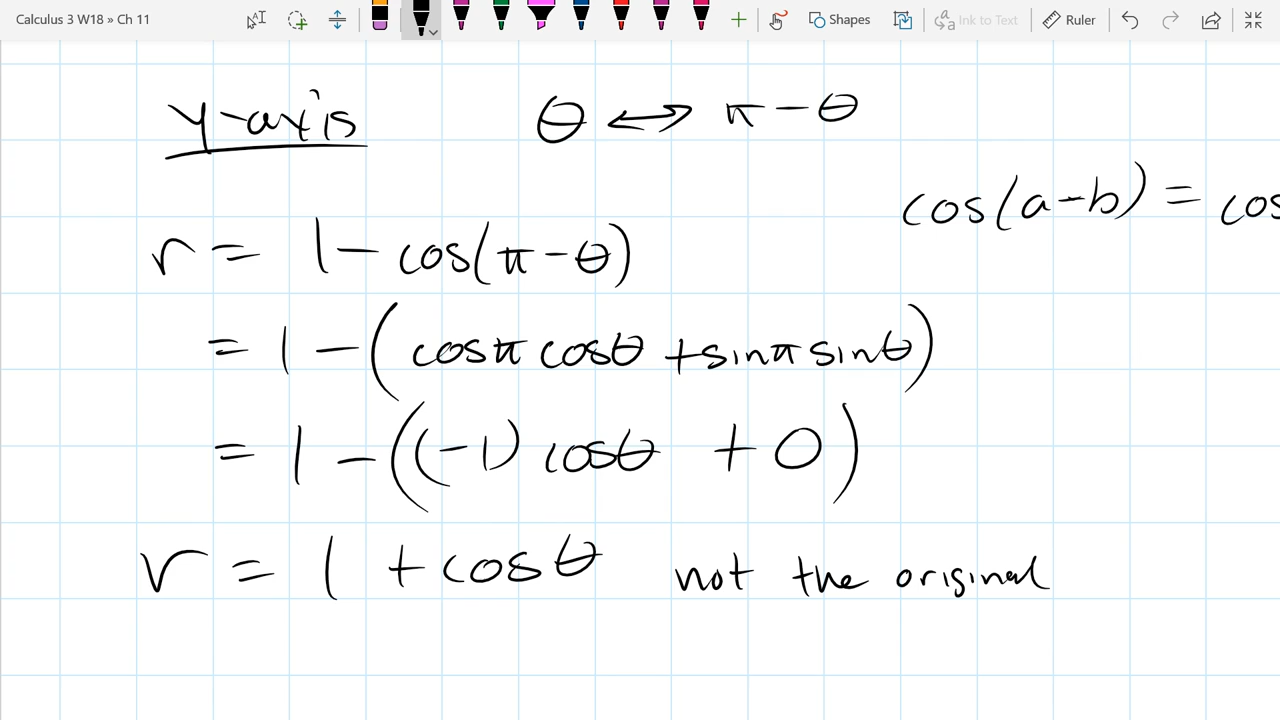 Calculus 3 W18 » Ch 11
Shapes
Ink to Text
Ruler
y-axis θ ↔ π - θ
cos(a-b) = cos
r = 1 - cos(π - θ)
= 1 - (cosπ cosθ + sinπ sinθ)
= 1 - ((-1) cosθ + 0)
r = 1 + cosθ not the original